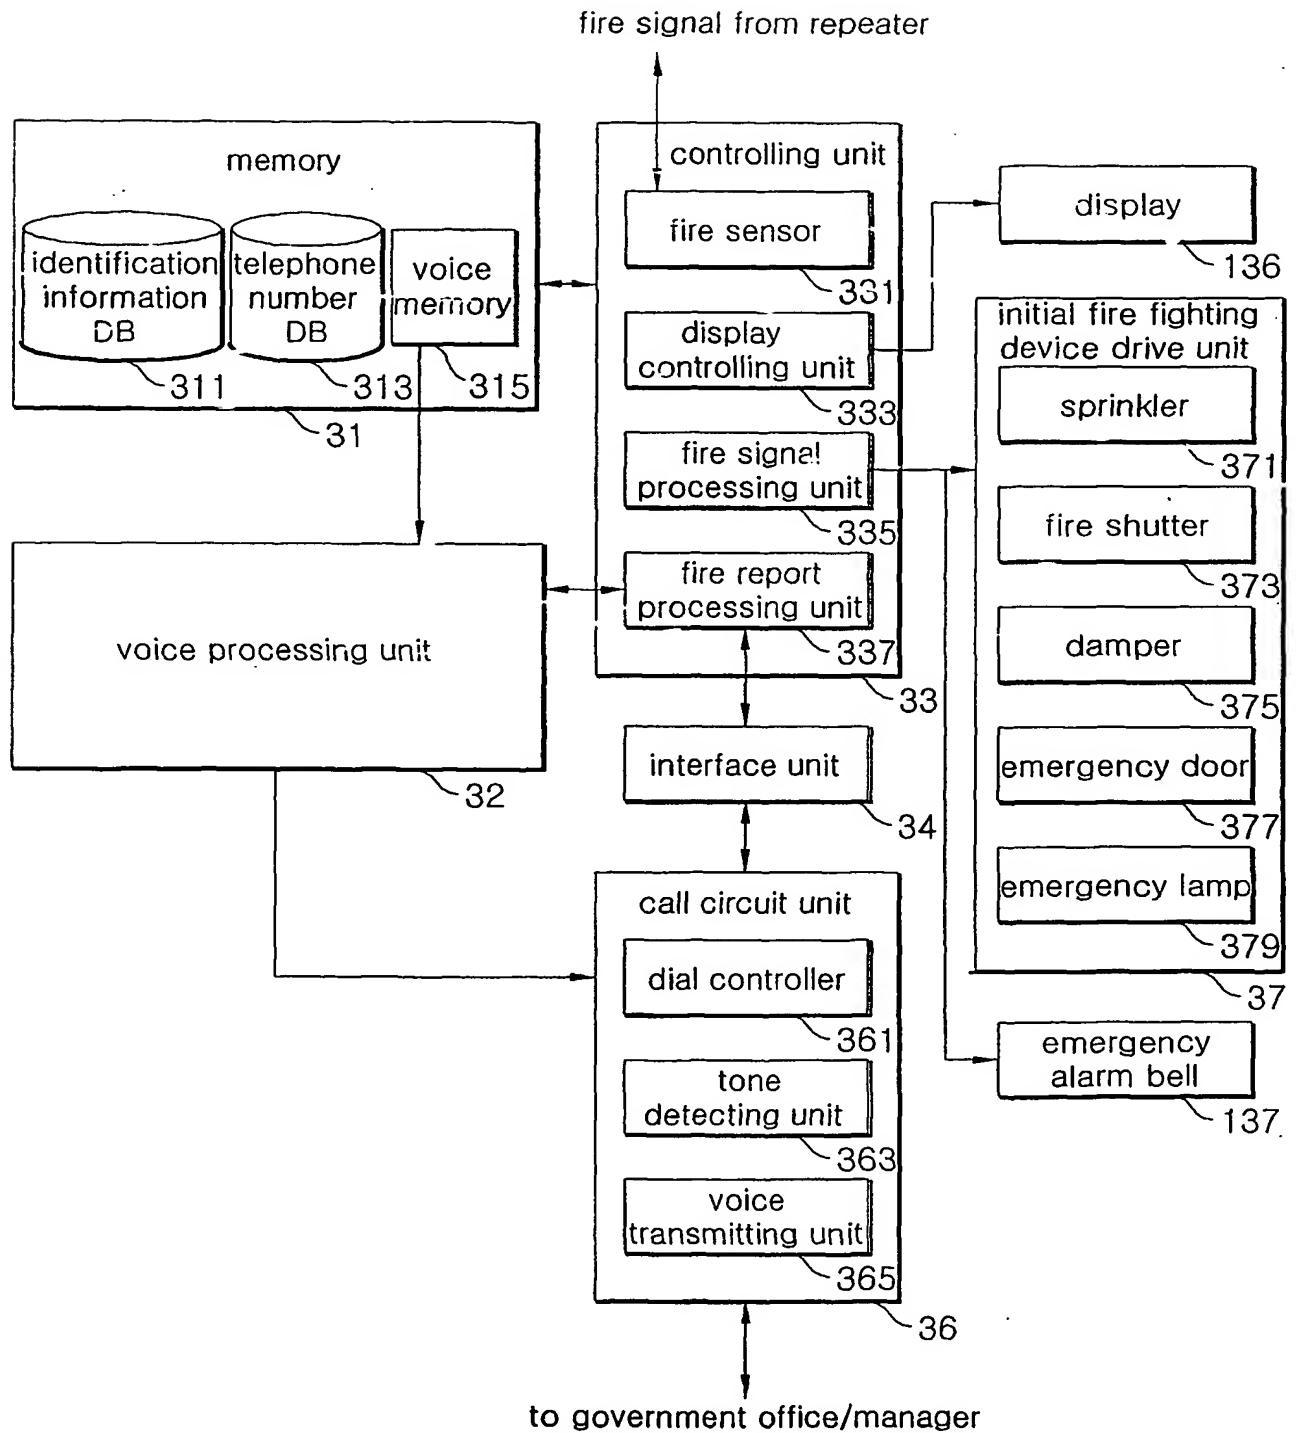 fire signal from repeater
memory
identification
information
DB
311
telephone
number
DB
313
voice
memory
315
31
controlling unit
fire sensor
331
display
controlling unit
333
fire signal
processing unit
335
fire report
processing unit
337
33
display
136
initial fire fighting
device drive unit
sprinkler
371
fire shutter
373
damper
375
emergency door
377
emergency lamp
379
37
voice processing unit
32
interface unit
34
call circuit unit
dial controller
361
tone
detecting unit
363
voice
transmitting unit
365
36
emergency
alarm bell
137
to government office/manager